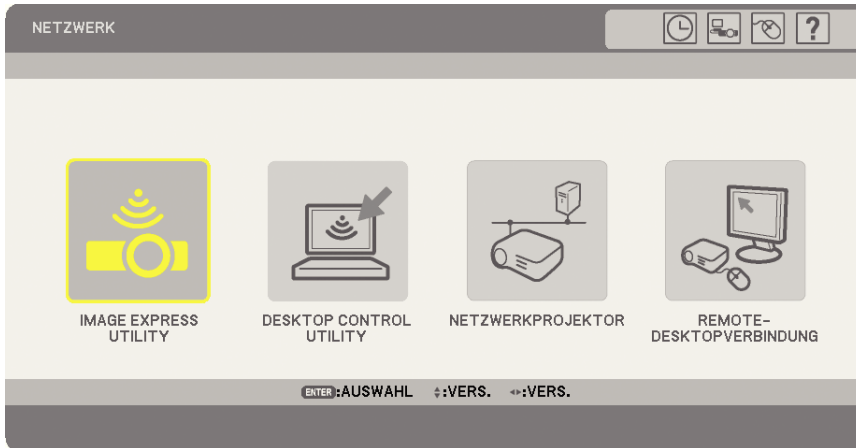 NETZWERK
?
IMAGE EXPRESS
UTILITY
DESKTOP CONTROL
UTILITY
NETZWERKPROJEKTOR
REMOTE-
DESKTOPVERBINDUNG
ENTER:AUSWAHL :VERS. :VERS.